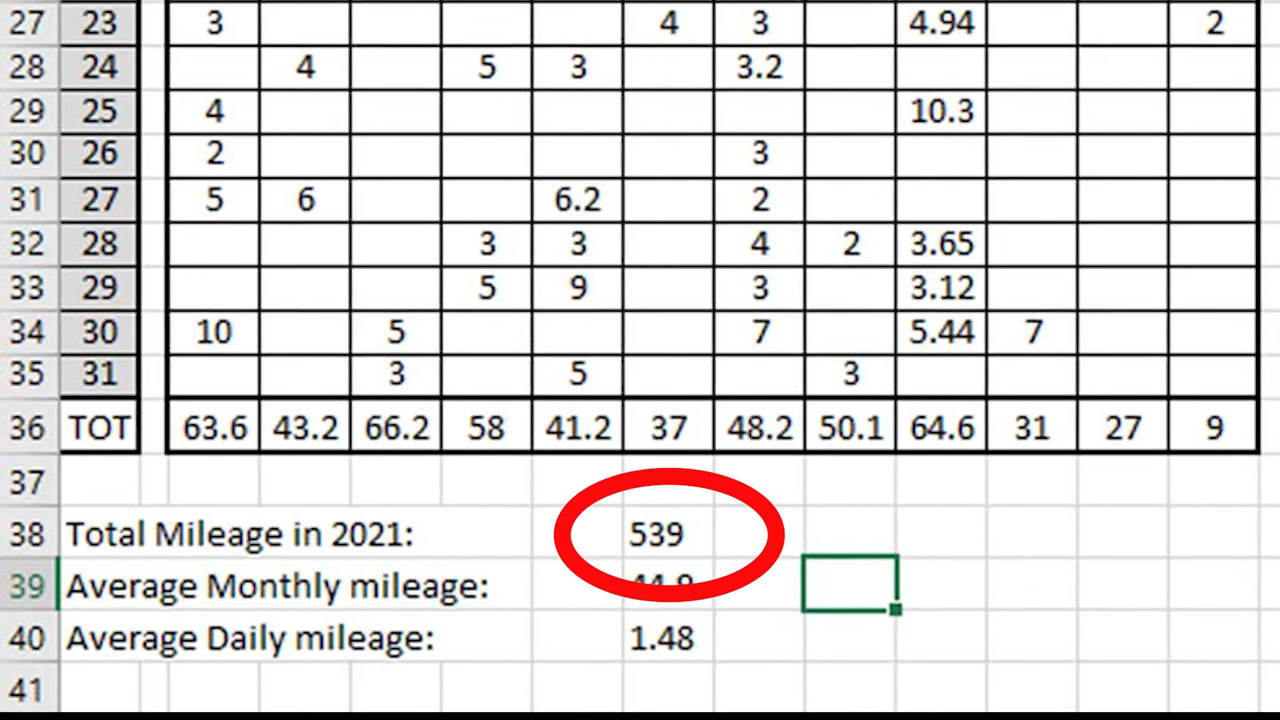 27 23 3 4 3 4.94 2
28 24 4 5 3 3.2
29 25 4 10.3
30 26 2 3
31 27 5 6 6.2 2
32 28 3 3 4 2 3.65
33 29 5 9 3 3.12
34 30 10 5 7 5.44 7
35 31 3 5 3
36 TOT 63.6 43.2 66.2 58 41.2 37 48.2 50.1 64.6 31 27 9
37
38 Total Mileage in 2021: 539
39 Average Monthly mileage: 44.9
40 Average Daily mileage: 1.48
41